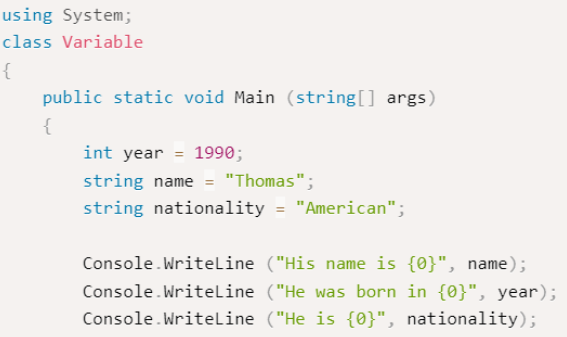 using System;
class Variable
{
    public static void Main (string[] args)
    {
        int year = 1990;
        string name = "Thomas";
        string nationality = "American";

        Console.WriteLine ("His name is {0}", name);
        Console.WriteLine ("He was born in {0}", year);
        Console.WriteLine ("He is {0}", nationality);